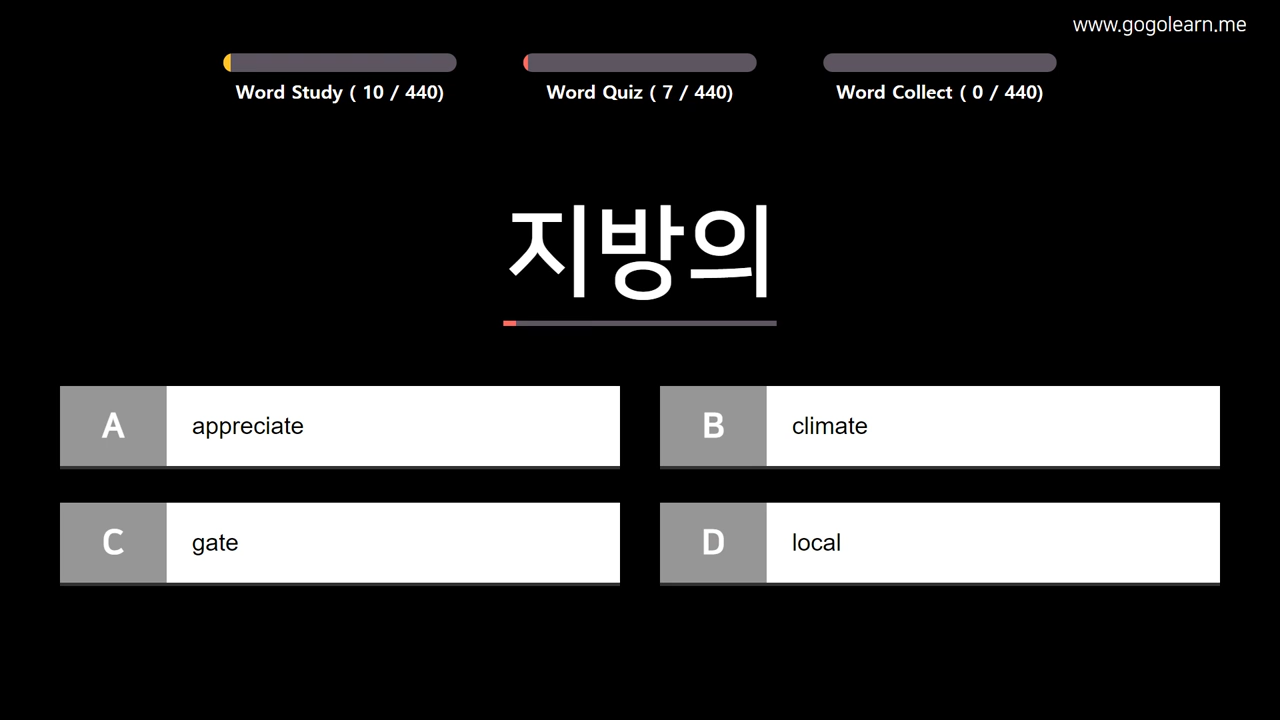 www.gogolearn.me
Word Study ( 10 / 440)
Word Quiz ( 7 / 440)
Word Collect ( 0 / 440)
지방의
A appreciate
B climate
C gate
D local